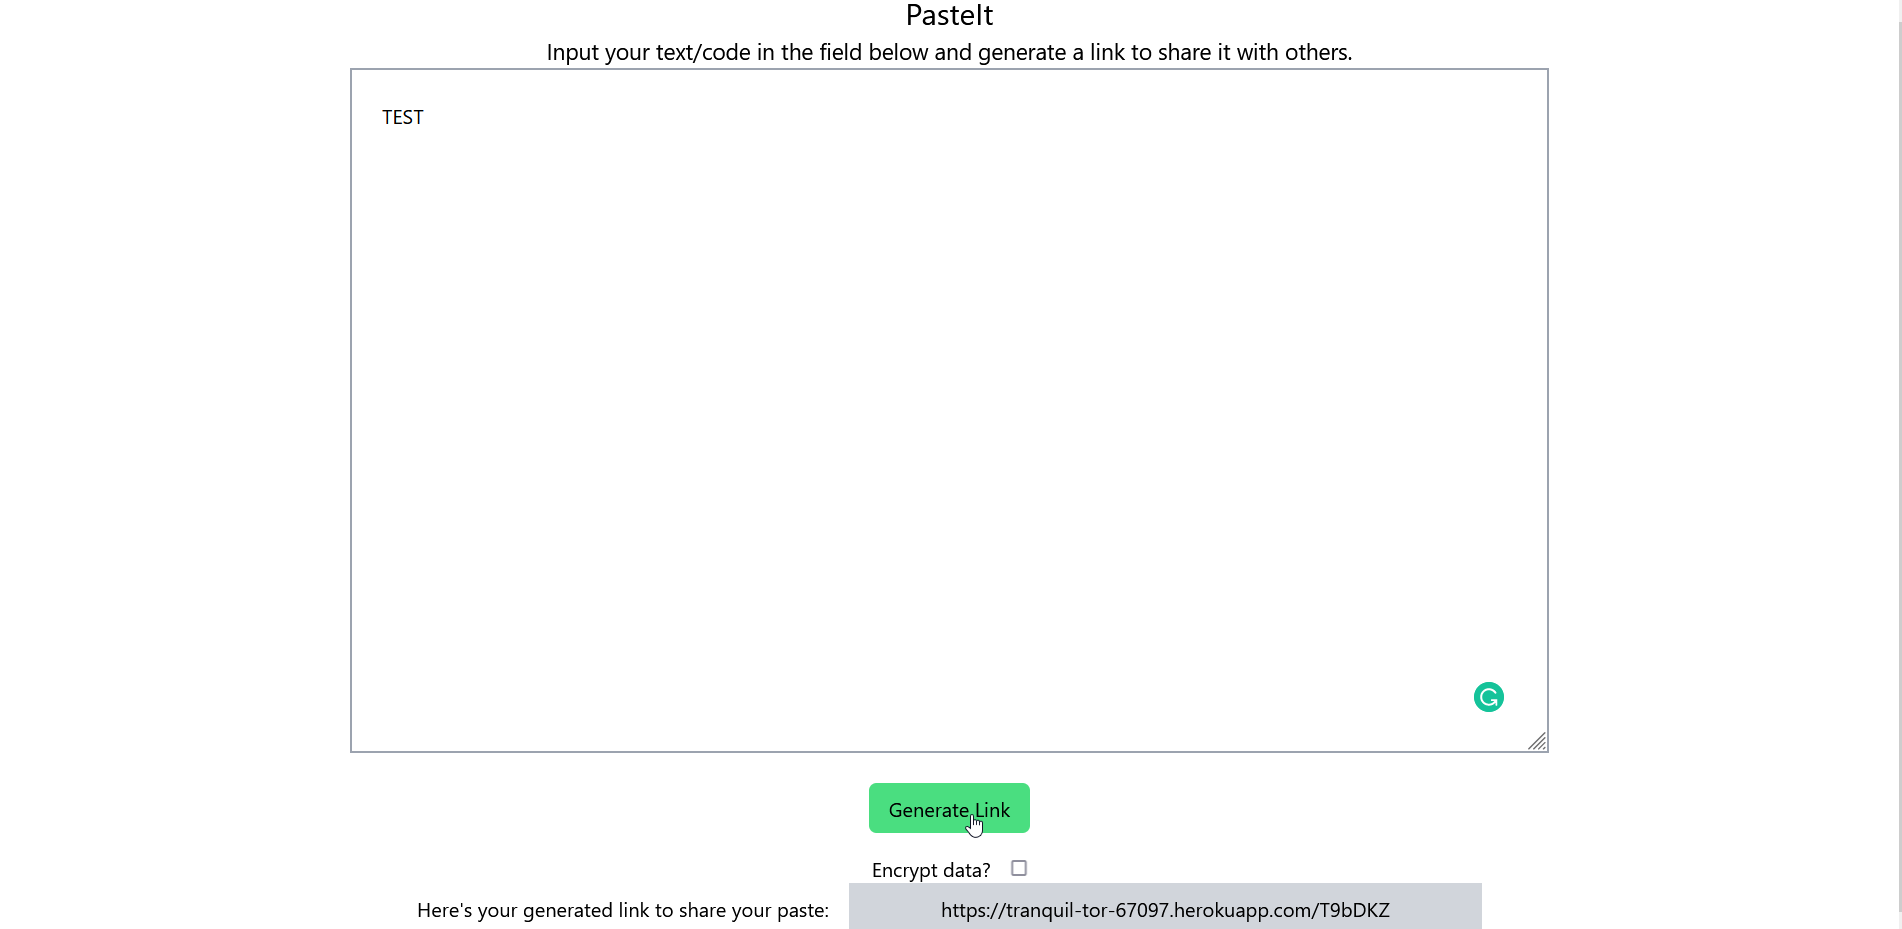 PasteIt
Input your text/code in the field below and generate a link to share it with others.
TEST
Generate Link
Encrypt data?
Here's your generated link to share your paste: https://tranquil-tor-67097.herokuapp.com/T9bDKZ